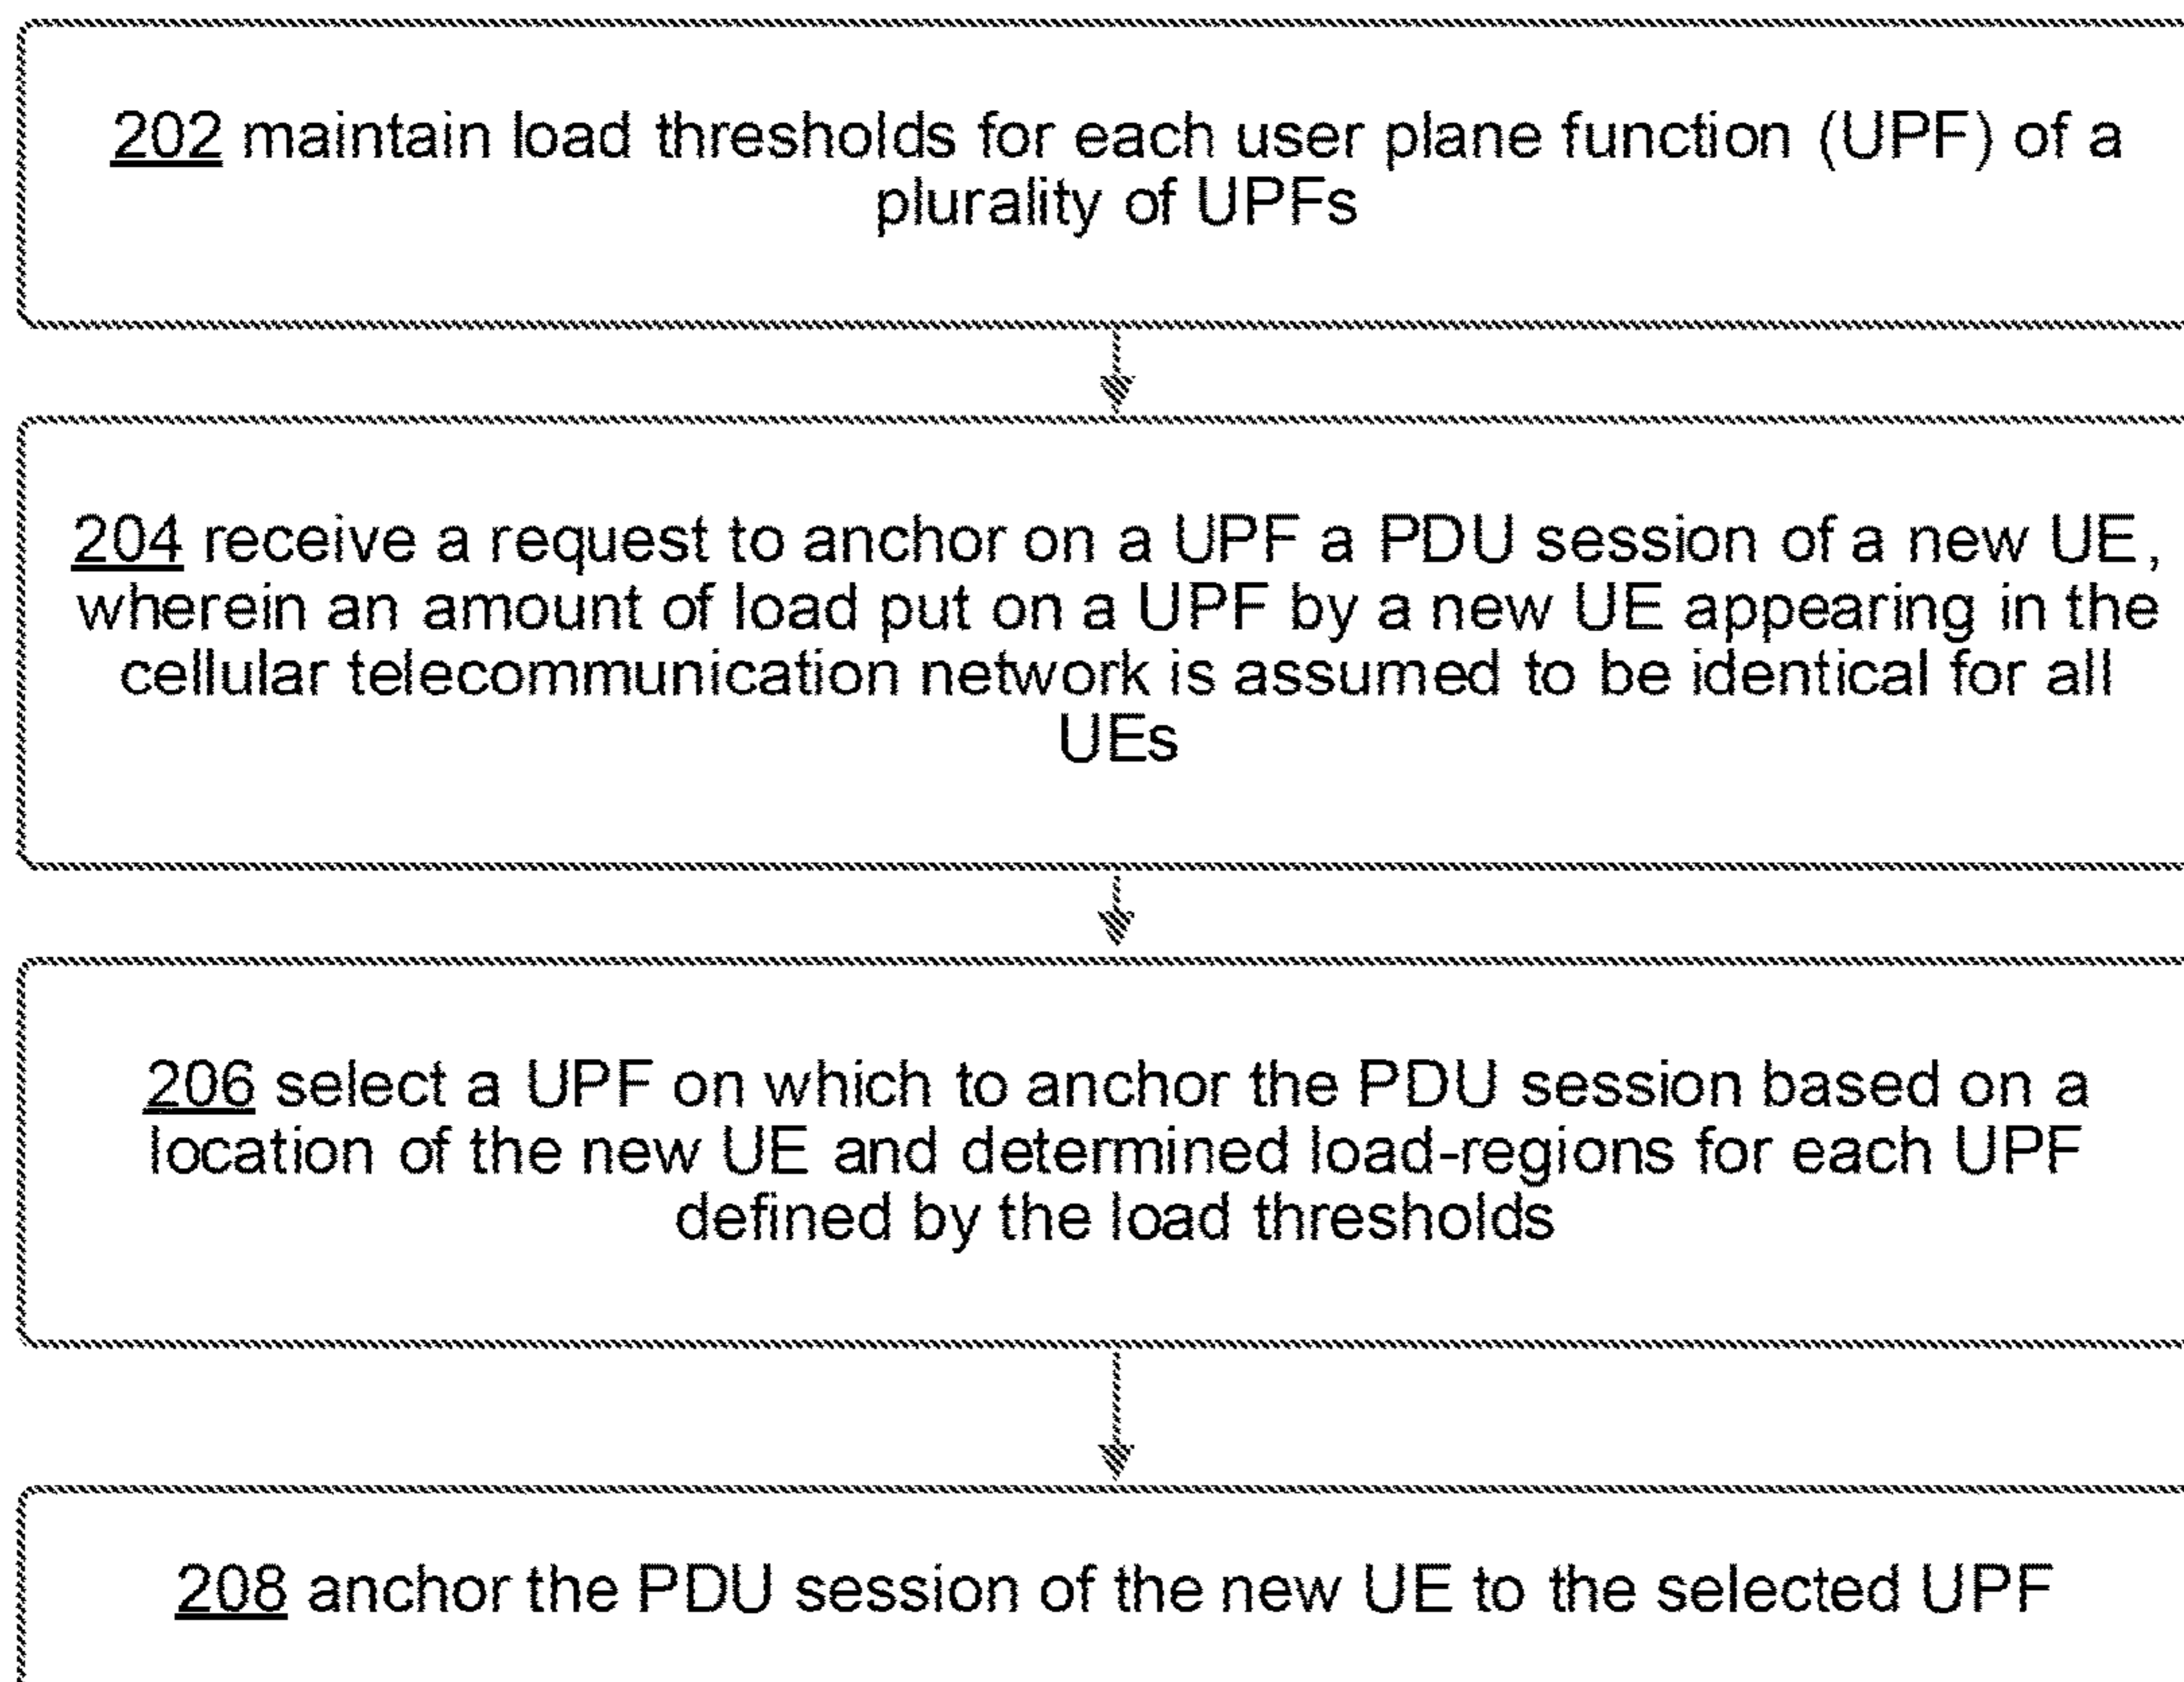 202 maintain load thresholds for each user plane function (UPF) of a
plurality of UPFs
204 receive a request to anchor on a UPF a PDU session of a new UE,
wherein an amount of load put on a UPF by a new UE appearing in the
cellular telecommunication network is assumed to be identical for all
UEs
206 select a UPF on which to anchor the PDU session based on a
location of the new UE and determined load-regions for each UPF
defined by the load thresholds
208 anchor the PDU session of the new UE to the selected UPF